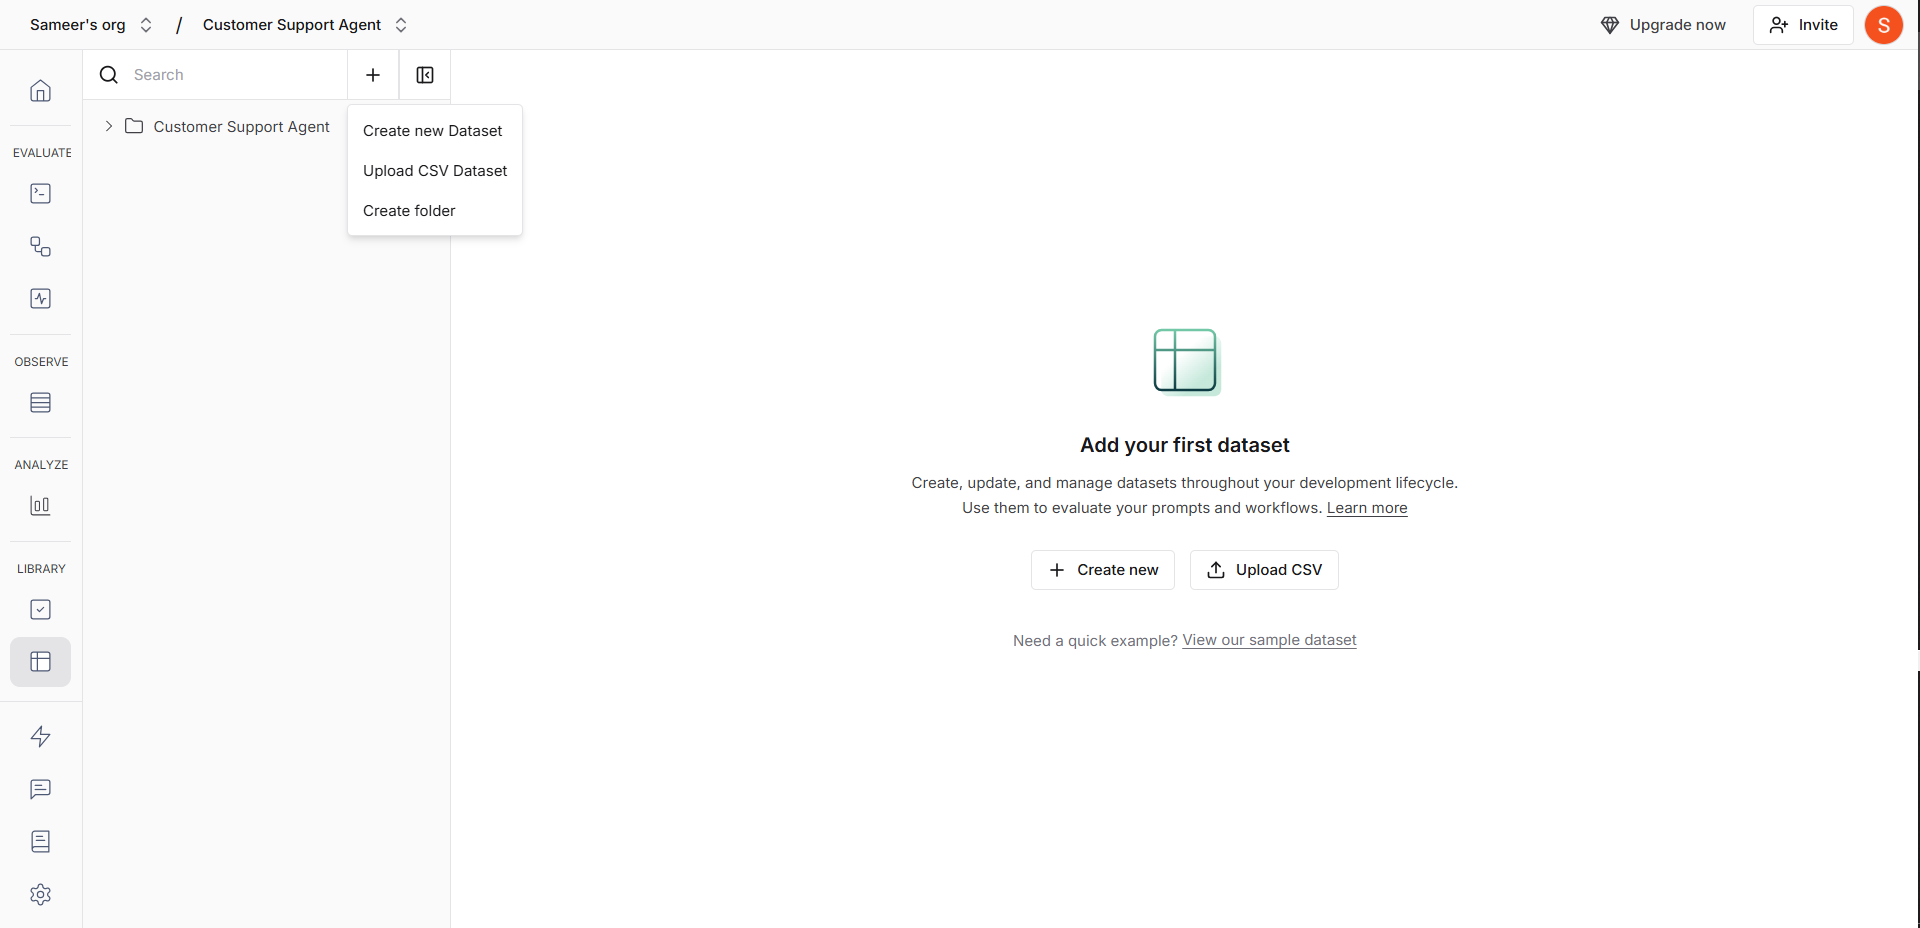 Sameer's org / Customer Support Agent
Upgrade now
Invite
S
Search
Customer Support Agent
Create new Dataset
Upload CSV Dataset
Create folder
EVALUATE
OBSERVE
ANALYZE
LIBRARY
Add your first dataset
Create, update, and manage datasets throughout your development lifecycle.
Use them to evaluate your prompts and workflows. Learn more
Create new
Upload CSV
Need a quick example? View our sample dataset